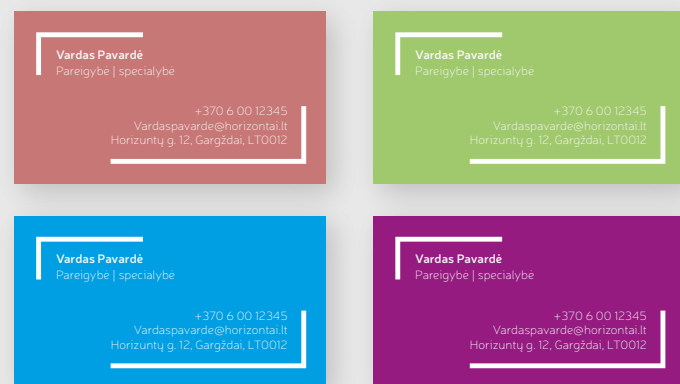 Vardas Pavardė
Pareigybė | specialybė
+370 6 00 12345
Vardaspavarde@horizontai.lt
Horizuntų g. 12, Gargždai, LT0012
Vardas Pavardė
Pareigybė | specialybė
+370 6 00 12345
Vardaspavarde@horizontai.lt
Horizuntų g. 12, Gargždai, LT0012
Vardas Pavardė
Pareigybė | specialybė
+370 6 00 12345
Vardaspavarde@horizontai.lt
Horizuntų g. 12, Gargždai, LT0012
Vardas Pavardė
Pareigybė | specialybė
+370 6 00 12345
Vardaspavarde@horizontai.lt
Horizuntų g. 12, Gargždai, LT0012